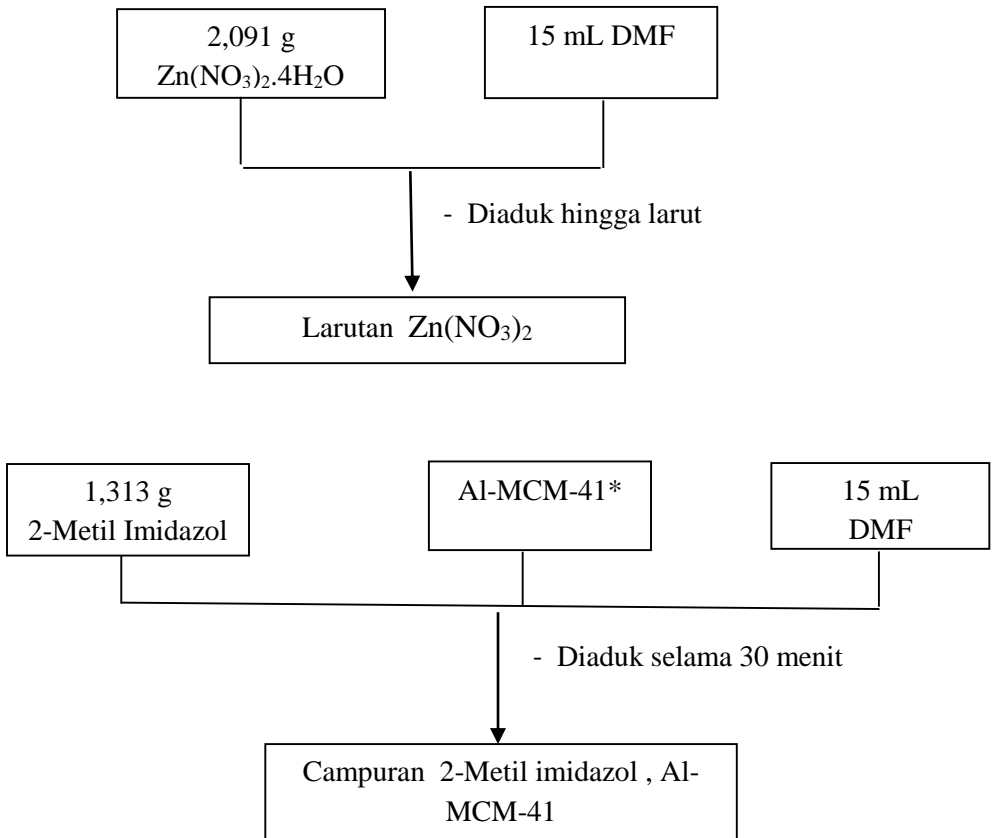 2,091 g
Zn(NO₃)₂.4H₂O
15 mL DMF
- Diaduk hingga larut
Larutan Zn(NO₃)₂
1,313 g
2-Metil Imidazol
Al-MCM-41*
15 mL
DMF
- Diaduk selama 30 menit
Campuran 2-Metil imidazol , Al-
MCM-41